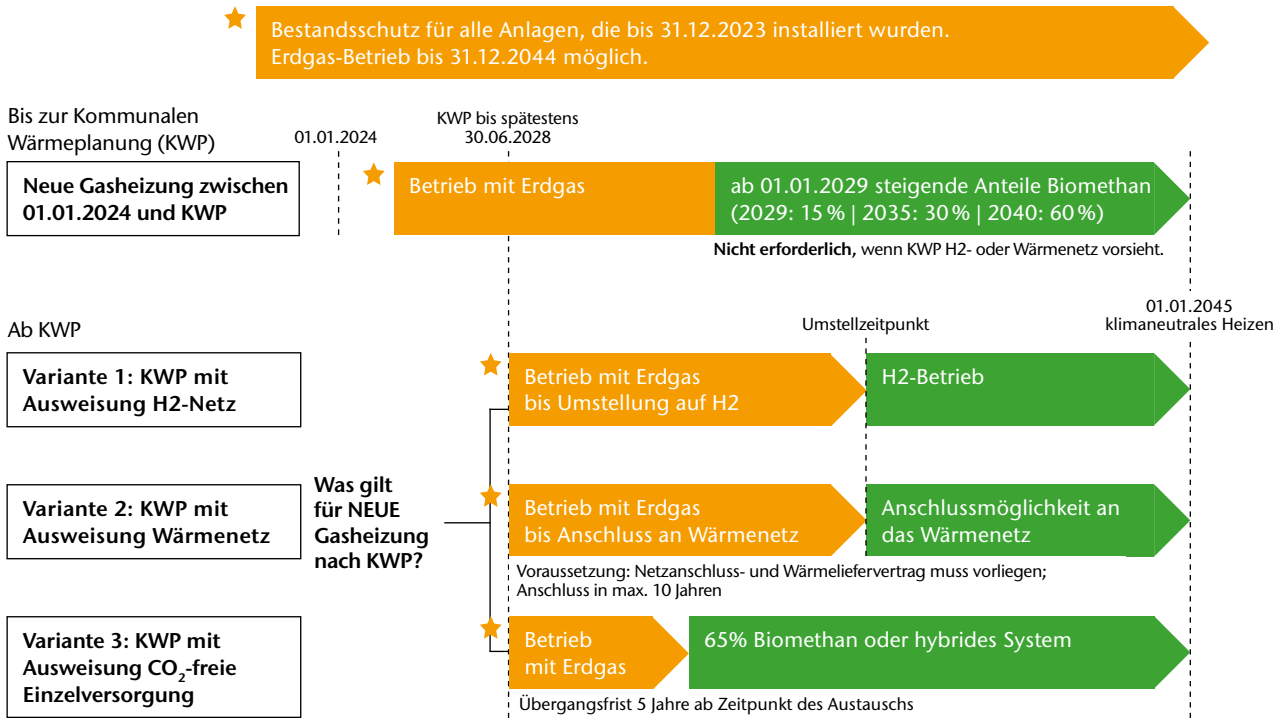 Bestandsschutz für alle Anlagen, die bis 31.12.2023 installiert wurden.
Erdgas-Betrieb bis 31.12.2044 möglich.
Bis zur Kommunalen
Wärmeplanung (KWP)
01.01.2024
KWP bis spätestens
30.06.2028
Neue Gasheizung zwischen
01.01.2024 und KWP
Betrieb mit Erdgas
ab 01.01.2029 steigende Anteile Biomethan
(2029: 15 % | 2035: 30 % | 2040: 60 %)
Nicht erforderlich, wenn KWP H2- oder Wärmenetz vorsieht.
Ab KWP
Umstellzeitpunkt
01.01.2045
klimaneutrales Heizen
Variante 1: KWP mit
Ausweisung H2-Netz
Betrieb mit Erdgas
bis Umstellung auf H2
H2-Betrieb
Was gilt
für NEUE
Gasheizung
nach KWP?
Variante 2: KWP mit
Ausweisung Wärmenetz
Betrieb mit Erdgas
bis Anschluss an Wärmenetz
Anschlussmöglichkeit an
das Wärmenetz
Voraussetzung: Netzanschluss- und Wärmeliefervertrag muss vorliegen;
Anschluss in max. 10 Jahren
Variante 3: KWP mit
Ausweisung CO₂-freie
Einzelversorgung
Betrieb
mit Erdgas
65% Biomethan oder hybrides System
Übergangsfrist 5 Jahre ab Zeitpunkt des Austauschs